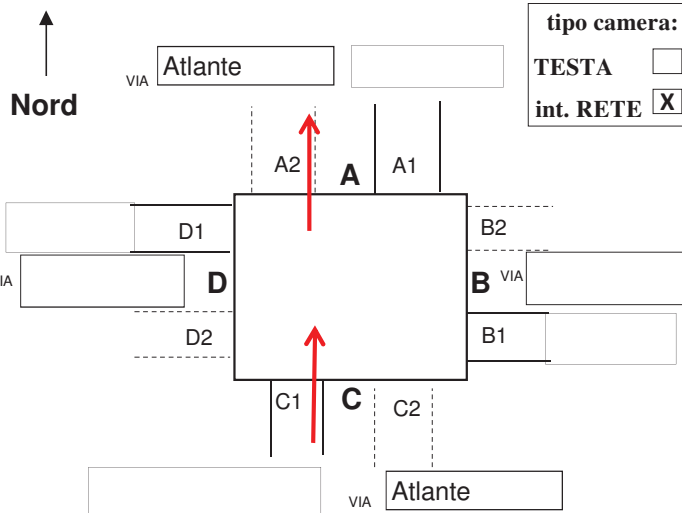 tipo camera:
VIA Atlante
TESTA
Nord
int. RETE X
A2 A A1
D1 B2
VIA D B VIA
D2 B1
C1 C C2
VIA Atlante